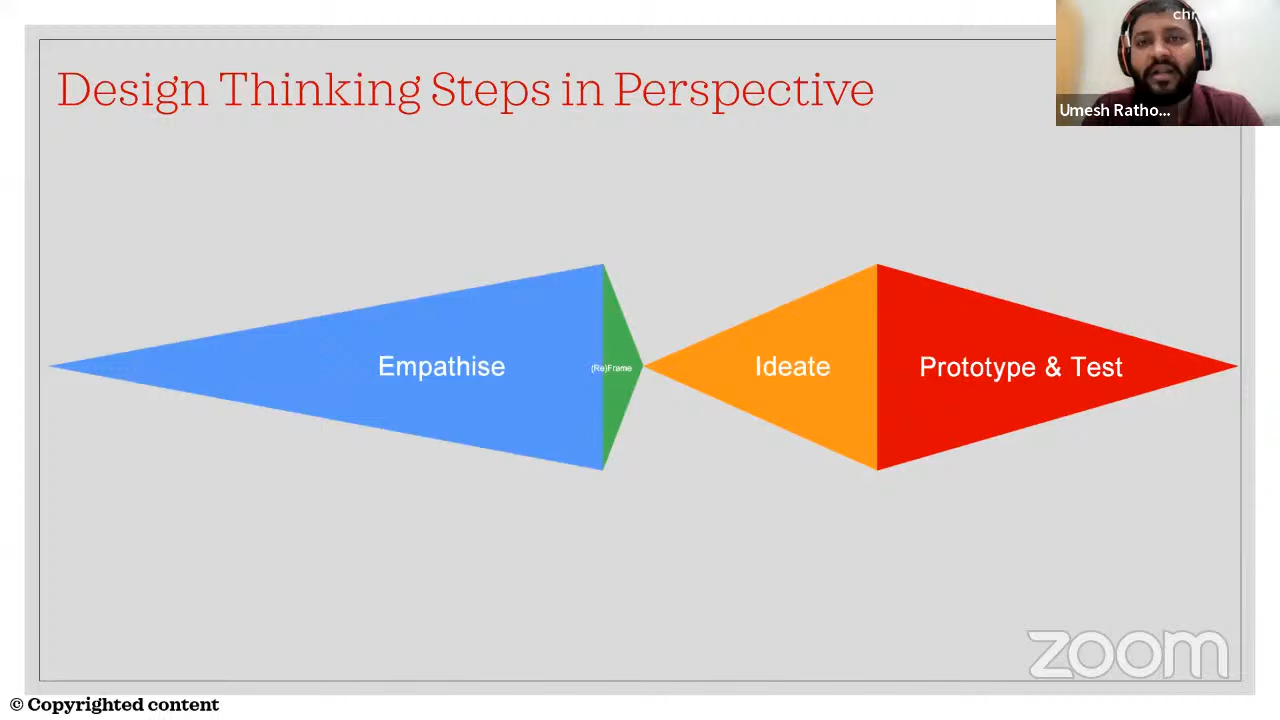 Design Thinking Steps in Perspective
Umesh Ratho...
Empathise
(Re)Frame
Ideate
Prototype & Test
zoom
© Copyrighted content